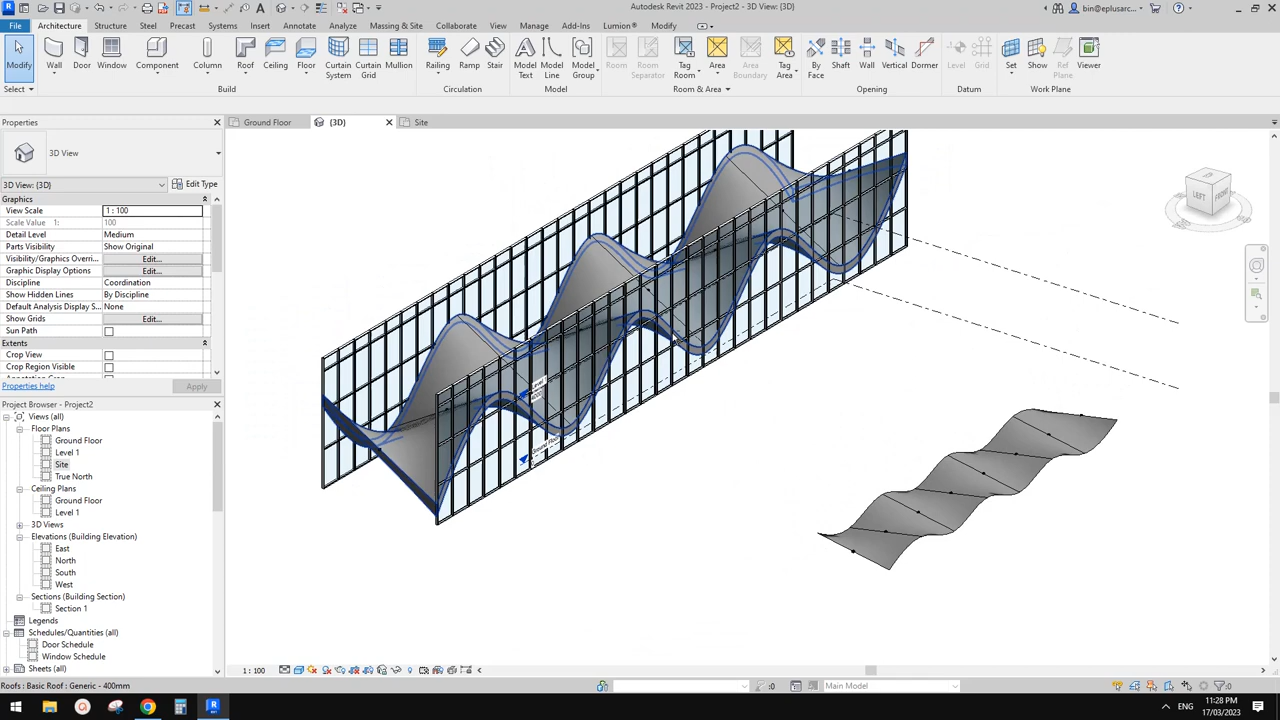 Autodesk Revit 2023 - Project2 - 3D View: {3D}
bin@eplusarc...
File Architecture Structure Steel Precast Systems Insert Annotate Analyze Massing & Site Collaborate View Manage Add-Ins Lumion® Modify
Modify Wall Door Window Component Column Roof Ceiling Floor Curtain System Curtain Grid Mullion Railing Ramp Stair Model Text Model Line Model Group Room Room Separator Tag Room Area Area Boundary Tag Area By Face Shaft Wall Vertical Dormer Level Grid Set Show Ref Plane Viewer
Select Build Circulation Model Room & Area Opening Datum Work Plane
Properties
Ground Floor {3D} Site
3D View
3D View: {3D} Edit Type
Graphics
View Scale 1 : 100
Scale Value 1: 100
Detail Level Medium
Parts Visibility Show Original
Visibility/Graphics Overri... Edit...
Graphic Display Options Edit...
Discipline Coordination
Show Hidden Lines By Discipline
Default Analysis Display S... None
Show Grids Edit...
Sun Path
Extents
Crop View
Crop Region Visible
Properties help Apply
Project Browser - Project2
Views (all)
Floor Plans
Ground Floor
Level 1
Site
True North
Ceiling Plans
Ground Floor
Level 1
3D Views
Elevations (Building Elevation)
East
North
South
West
Sections (Building Section)
Section 1
Legends
Schedules/Quantities (all)
Door Schedule
Window Schedule
Sheets (all)
LEFT FRONT
Level
4000
Ground Floor
1 : 100
Roofs : Basic Roof : Generic - 400mm
:0 Main Model :0
ENG 11:28 PM
17/03/2023